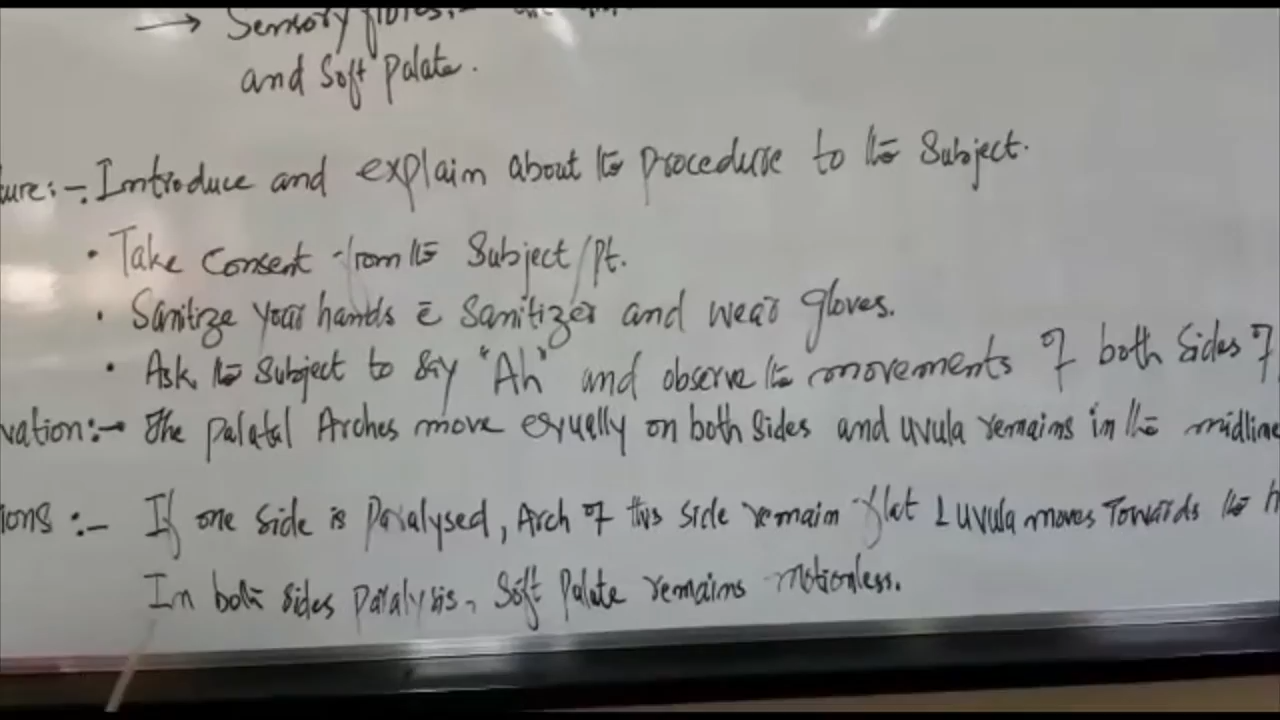 → Sensory fibres:-
and Soft Palate.
ure:-. Introduce and explain about the procedure to the Subject.
• Take Consent from the Subject/Pt.
• Sanitize your hands c̄ Sanitizer and wear gloves.
• Ask the Subject to Say "Ah" and observe the movements of both Sides of
vation:- The palatal Arches move equally on both Sides and uvula remains in the midline
ions :- If one Side is Paralysed, Arch of this side remain flat & uvula moves Towards the h
In both sides Paralysis, Soft Palate remains motionless.